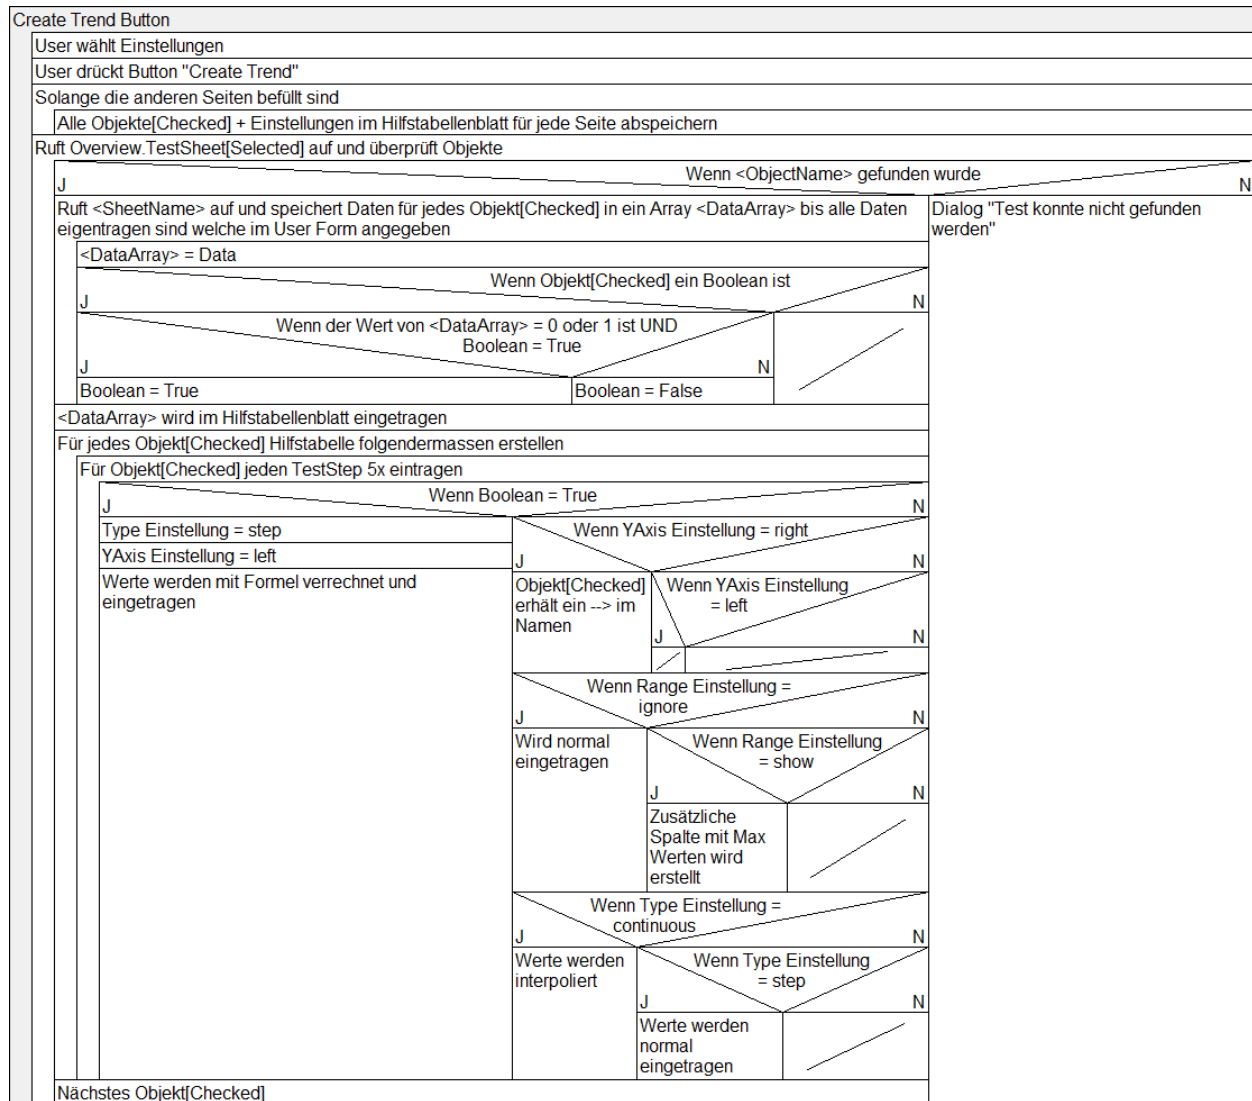 Create Trend Button
User wählt Einstellungen
User drückt Button "Create Trend"
Solange die anderen Seiten befüllt sind
Alle Objekte[Checked] + Einstellungen im Hilfstabellenblatt für jede Seite abspeichern
Ruft Overview.TestSheet[Selected] auf und überprüft Objekte
Wenn <ObjectName> gefunden wurde
J
N
Ruft <SheetName> auf und speichert Daten für jedes Objekt[Checked] in ein Array <DataArray> bis alle Daten
eigentragen sind welche im User Form angegeben
Dialog "Test konnte nicht gefunden
werden"
<DataArray> = Data
Wenn Objekt[Checked] ein Boolean ist
J
N
Wenn der Wert von <DataArray> = 0 oder 1 ist UND
Boolean = True
J
N
Boolean = True
Boolean = False
<DataArray> wird im Hilfstabellenblatt eingetragen
Für jedes Objekt[Checked] Hilfstabelle folgendermassen erstellen
Für Objekt[Checked] jeden TestStep 5x eintragen
Wenn Boolean = True
J
N
Type Einstellung = step
YAxis Einstellung = left
Werte werden mit Formel verrechnet und
eingetragen
Wenn YAxis Einstellung = right
J
N
Objekt[Checked]
erhält ein --> im
Namen
Wenn YAxis Einstellung
= left
J
N
Wenn Range Einstellung =
ignore
J
N
Wird normal
eingetragen
Wenn Range Einstellung
= show
J
N
Zusätzliche
Spalte mit Max
Werten wird
erstellt
Wenn Type Einstellung =
continuous
J
N
Werte werden
interpoliert
Wenn Type Einstellung
= step
J
N
Werte werden
normal
eingetragen
Nächstes Objekt[Checked]